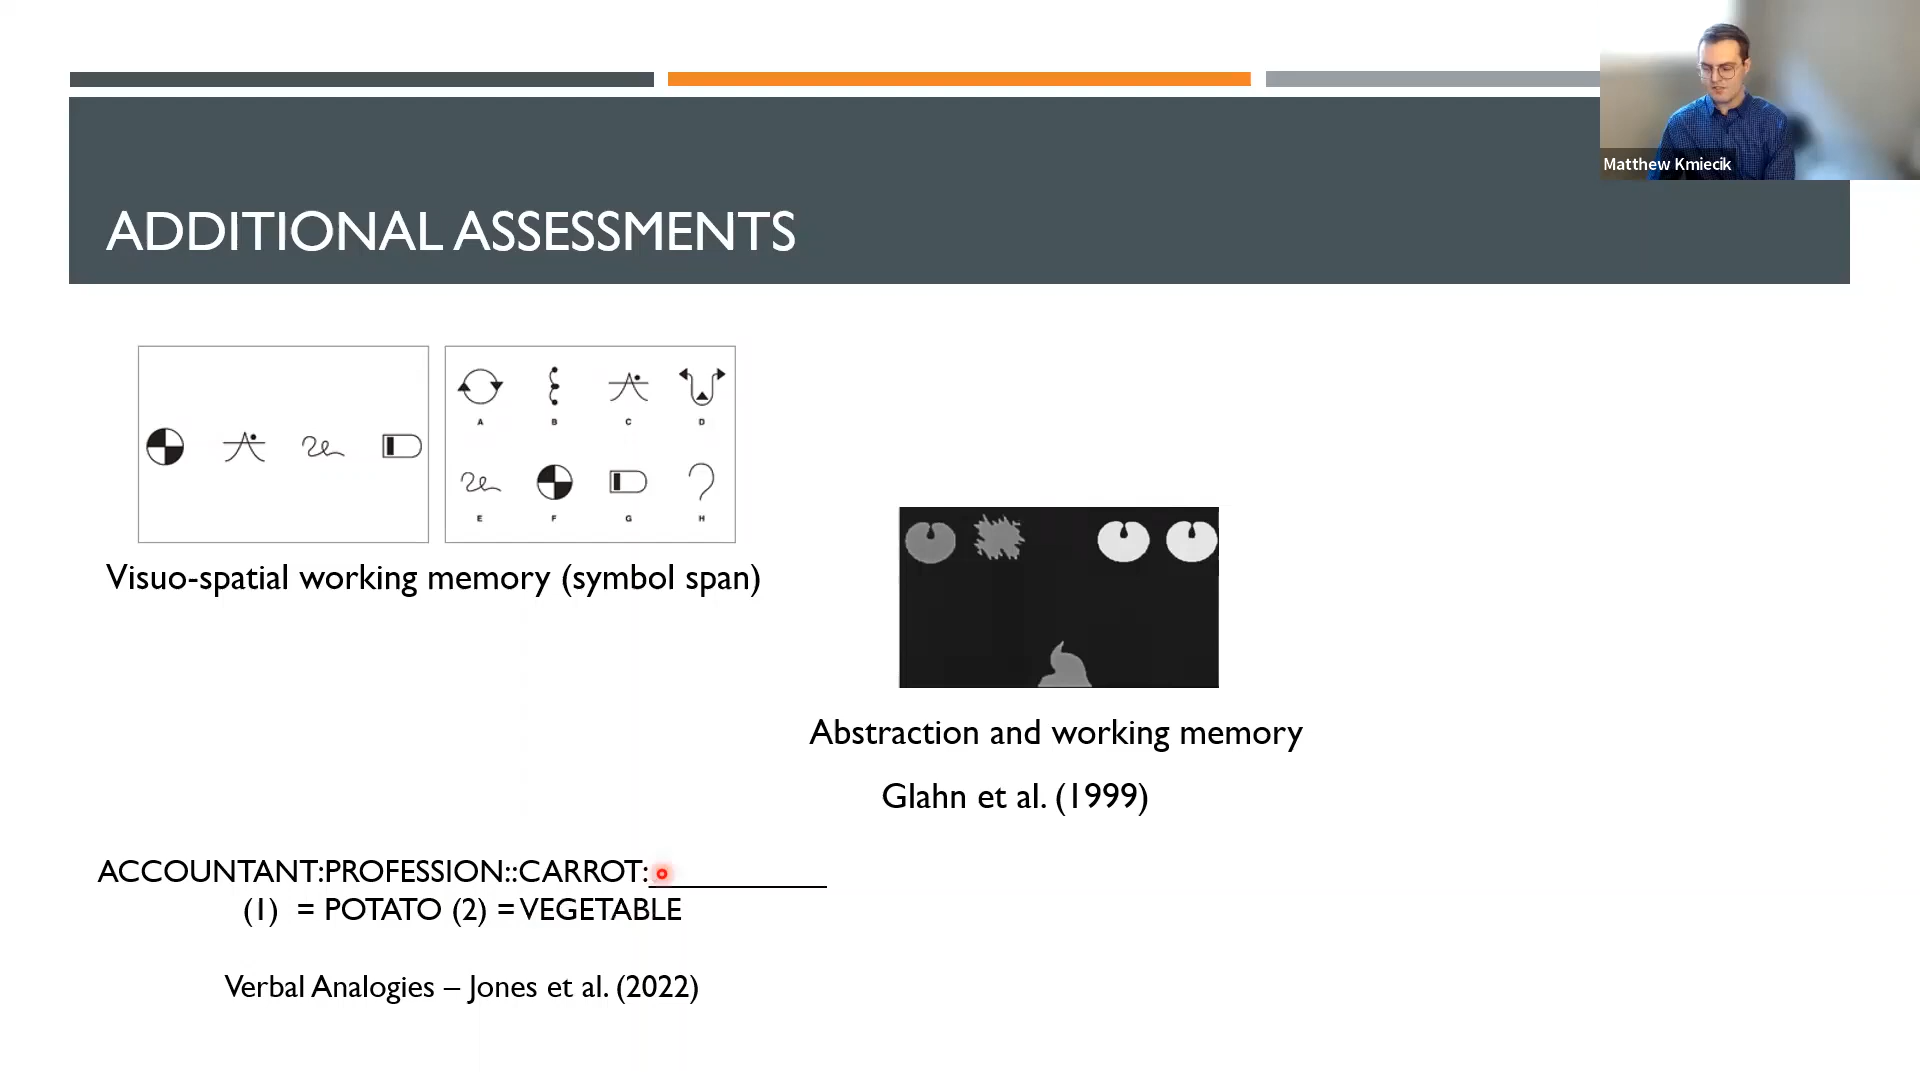 Matthew Kmiecik
ADDITIONAL ASSESSMENTS
A B C D
E F G H
Visuo-spatial working memory (symbol span)
Abstraction and working memory
Glahn et al. (1999)
ACCOUNTANT:PROFESSION::CARROT:__________
(1) = POTATO (2) = VEGETABLE
Verbal Analogies – Jones et al. (2022)